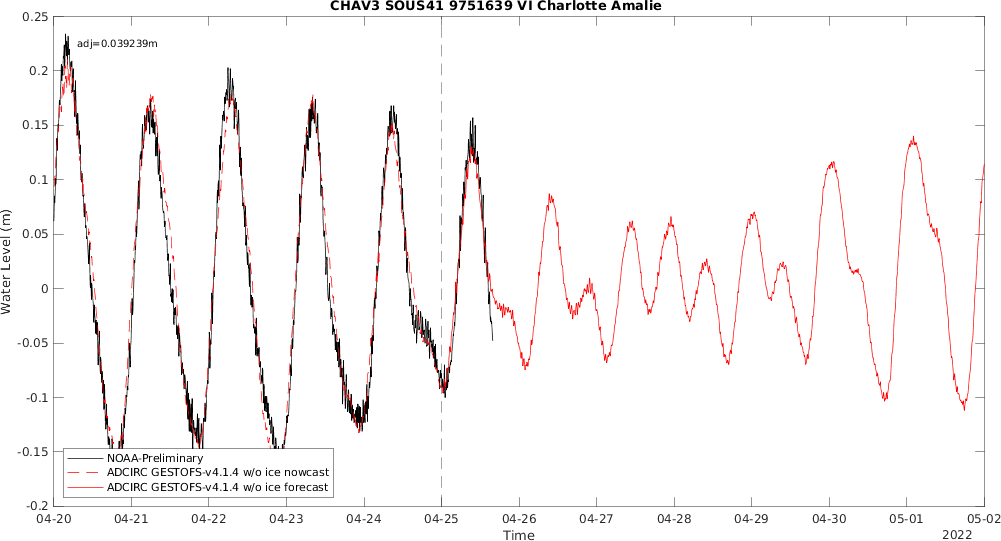 CHAV3 SOUS41 9751639 VI Charlotte Amalie
adj=0.039239m
0.25
0.2
0.15
0.1
0.05
0
-0.05
-0.1
-0.15
-0.2
Water Level (m)
NOAA-Preliminary
ADCIRC GESTOFS-v4.1.4 w/o ice nowcast
ADCIRC GESTOFS-v4.1.4 w/o ice forecast
04-20 04-21 04-22 04-23 04-24 04-25 04-26 04-27 04-28 04-29 04-30 05-01 05-02
Time
2022